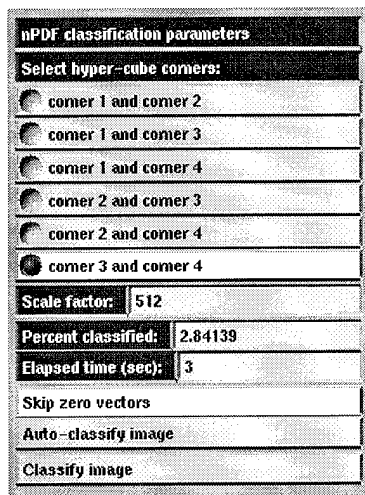 nPDF classification parameters
Select hyper-cube corners:
corner 1 and corner 2
corner 1 and corner 3
corner 1 and corner 4
corner 2 and corner 3
corner 2 and corner 4
corner 3 and corner 4
Scale factor: 512
Percent classified: 2.84139
Elapsed time (sec): 3
Skip zero vectors
Auto-classify image
Classify image